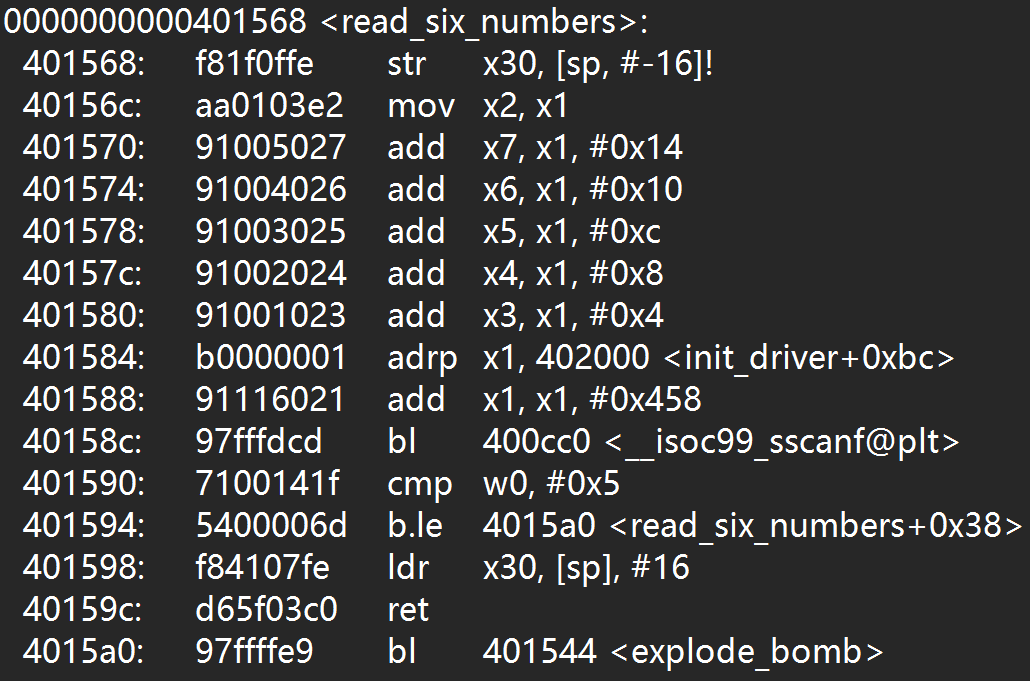 0000000000401568 <read_six_numbers>:
401568: f81f0ffe str x30, [sp, #-16]!
40156c: aa0103e2 mov x2, x1
401570: 91005027 add x7, x1, #0x14
401574: 91004026 add x6, x1, #0x10
401578: 91003025 add x5, x1, #0xc
40157c: 91002024 add x4, x1, #0x8
401580: 91001023 add x3, x1, #0x4
401584: b0000001 adrp x1, 402000 <init_driver+0xbc>
401588: 91116021 add x1, x1, #0x458
40158c: 97fffdcd bl 400cc0 <__isoc99_sscanf@plt>
401590: 7100141f cmp w0, #0x5
401594: 5400006d b.le 4015a0 <read_six_numbers+0x38>
401598: f84107fe ldr x30, [sp], #16
40159c: d65f03c0 ret
4015a0: 97ffffe9 bl 401544 <explode_bomb>